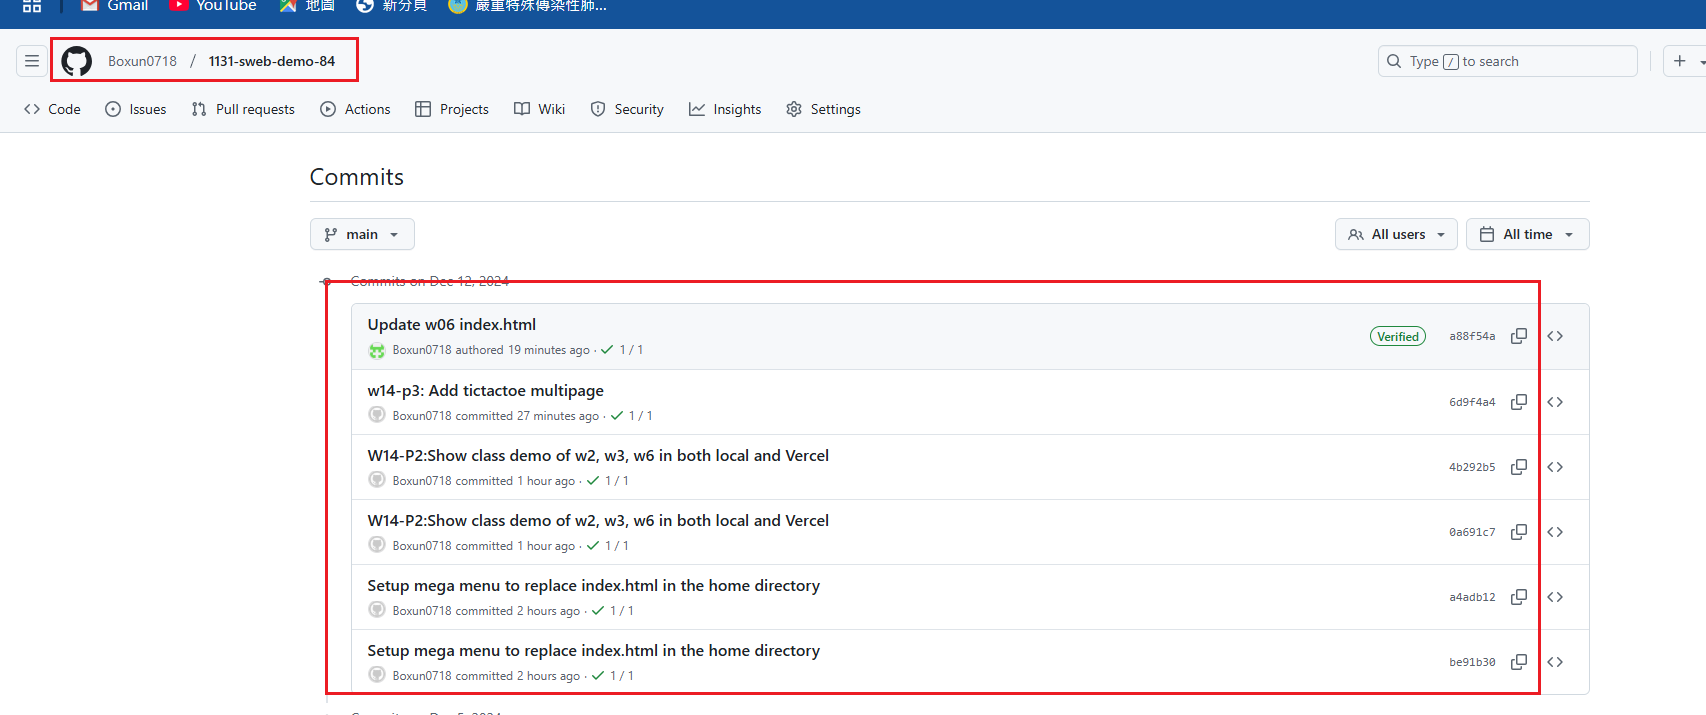 Gmail YouTube 地圖 新分頁 嚴重特殊傳染性肺...
Boxun0718 / 1131-sweb-demo-84 Type / to search
Code Issues Pull requests Actions Projects Wiki Security Insights Settings
Commits
main All users All time
Commits on Dec 12, 2024
Update w06 index.html
Boxun0718 authored 19 minutes ago · 1 / 1 Verified a88f54a
w14-p3: Add tictactoe multipage
Boxun0718 committed 27 minutes ago · 1 / 1 6d9f4a4
W14-P2:Show class demo of w2, w3, w6 in both local and Vercel
Boxun0718 committed 1 hour ago · 1 / 1 4b292b5
W14-P2:Show class demo of w2, w3, w6 in both local and Vercel
Boxun0718 committed 1 hour ago · 1 / 1 0a691c7
Setup mega menu to replace index.html in the home directory
Boxun0718 committed 2 hours ago · 1 / 1 a4adb12
Setup mega menu to replace index.html in the home directory
Boxun0718 committed 2 hours ago · 1 / 1 be91b30
Commits on Dec 5, 2024